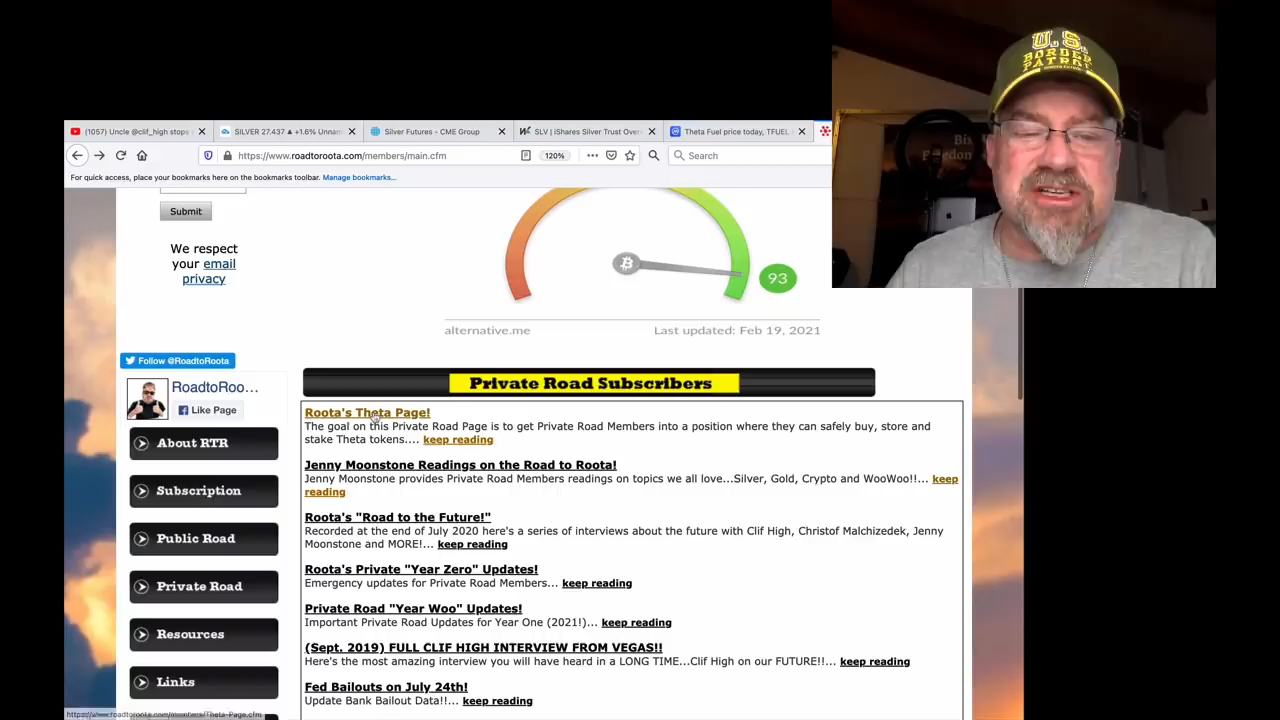 U.S.
BORDER
PATROL
(1057) Uncle @clif_high stops
SILVER 27.437 ▲ +1.6% Unnam
Silver Futures - CME Group
SLV | iShares Silver Trust Over
Theta Fuel price today, TFUEL
https://www.roadtoroota.com/members/main.cfm
120%
Search
For quick access, place your bookmarks here on the bookmarks toolbar. Manage bookmarks...
Submit
We respect
your email
privacy
93
alternative.me
Last updated: Feb 19, 2021
Follow @RoadtoRoota
RoadtoRoo...
Like Page
About RTR
Subscription
Public Road
Private Road
Resources
Links
Private Road Subscribers
Roota's Theta Page!
The goal on this Private Road Page is to get Private Road Members into a position where they can safely buy, store and
stake Theta tokens.... keep reading
Jenny Moonstone Readings on the Road to Roota!
Jenny Moonstone provides Private Road Members readings on topics we all love...Silver, Gold, Crypto and WooWoo!!... keep
reading
Roota's "Road to the Future!"
Recorded at the end of July 2020 here's a series of interviews about the future with Clif High, Christof Malchizedek, Jenny
Moonstone and MORE!... keep reading
Roota's Private "Year Zero" Updates!
Emergency updates for Private Road Members... keep reading
Private Road "Year Woo" Updates!
Important Private Road Updates for Year One (2021!)... keep reading
(Sept. 2019) FULL CLIF HIGH INTERVIEW FROM VEGAS!!
Here's the most amazing interview you will have heard in a LONG TIME...Clif High on our FUTURE!!... keep reading
Fed Bailouts on July 24th!
Update Bank Bailout Data!!... keep reading
https://www.roadtoroota.com/members/Theta-Page.cfm